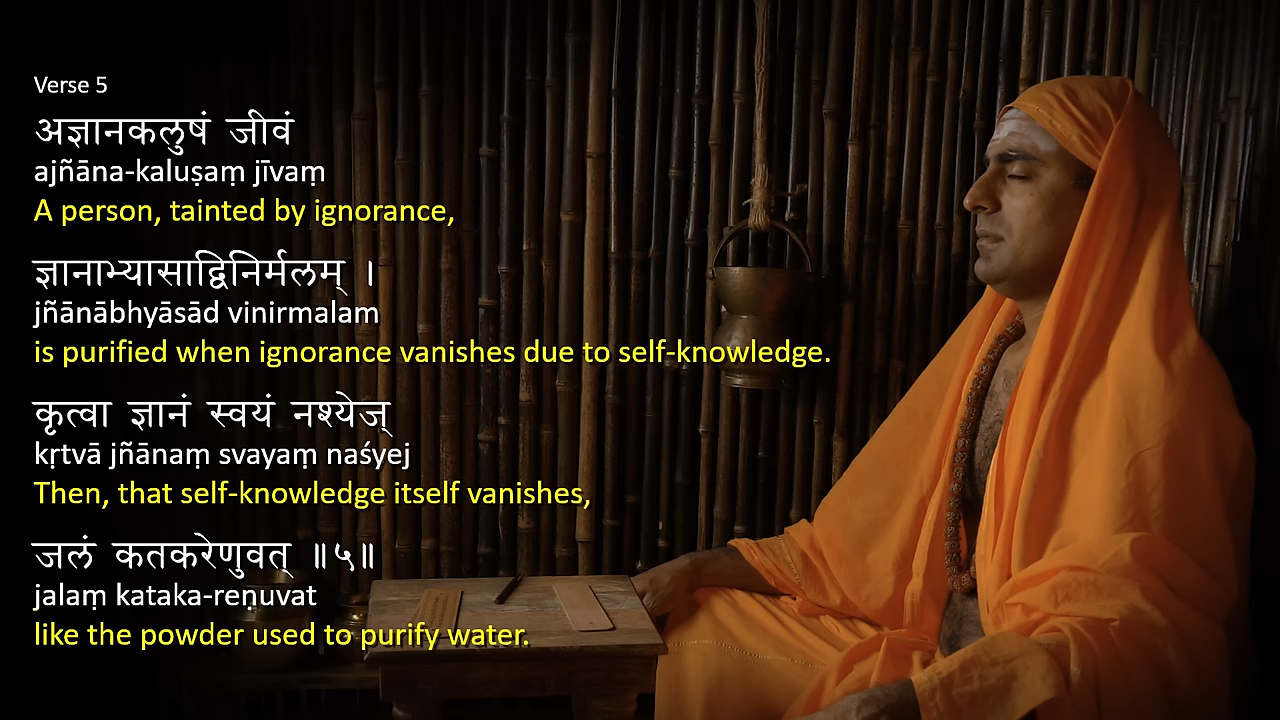 Verse 5
अज्ञानकलुषं जीवं
ajñāna-kaluṣaṃ jīvaṃ
A person, tainted by ignorance,
ज्ञानाभ्यासाद्विनिर्मलम् ।
jñānābhyāsād vinirmalam
is purified when ignorance vanishes due to self-knowledge.
कृत्वा ज्ञानं स्वयं नश्येज्
kṛtvā jñānaṃ svayaṃ naśyej
Then, that self-knowledge itself vanishes,
जलं कतकरेणुवत् ॥५॥
jalaṃ kataka-reṇuvat
like the powder used to purify water.